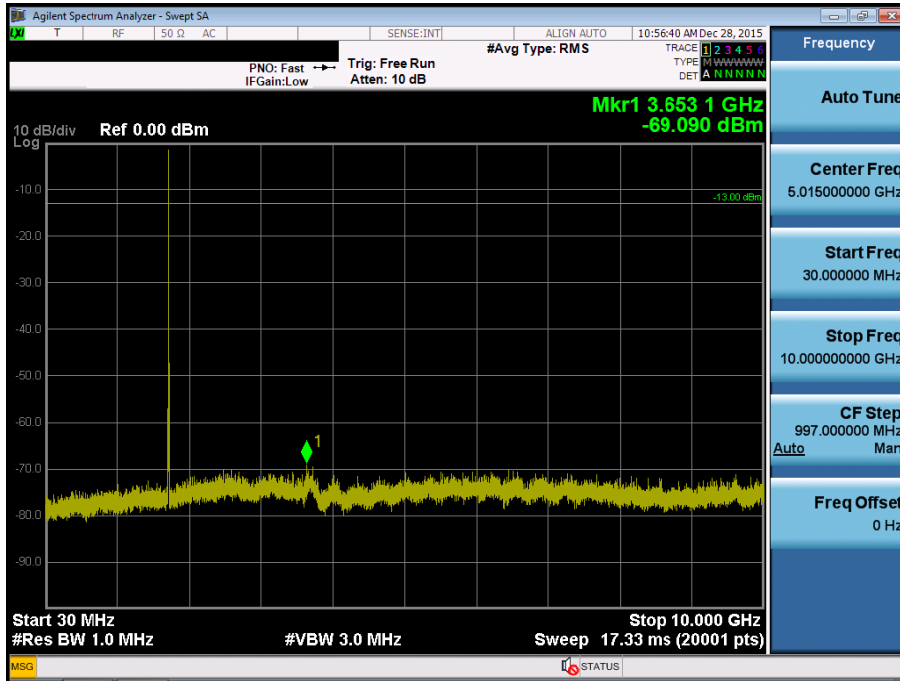 Agilent Spectrum Analyzer - Swept SA
LXI T RF 50 Ω AC SENSE:INT ALIGN AUTO 10:56:40 AM Dec 28, 2015
PNO: Fast Trig: Free Run #Avg Type: RMS TRACE 1 2 3 4 5 6
IFGain:Low Atten: 10 dB TYPE M W W W W W
DET A N N N N N
Mkr1 3.653 1 GHz
-69.090 dBm
10 dB/div Ref 0.00 dBm
Log
-10.0
-13.00 dBm
-20.0
-30.0
-40.0
-50.0
-60.0
1
-70.0
-80.0
-90.0
Start 30 MHz Stop 10.000 GHz
#Res BW 1.0 MHz #VBW 3.0 MHz Sweep 17.33 ms (20001 pts)
MSG STATUS
Frequency
Auto Tune
Center Freq
5.015000000 GHz
Start Freq
30.000000 MHz
Stop Freq
10.000000000 GHz
CF Step
997.000000 MHz
Auto Man
Freq Offset
0 Hz